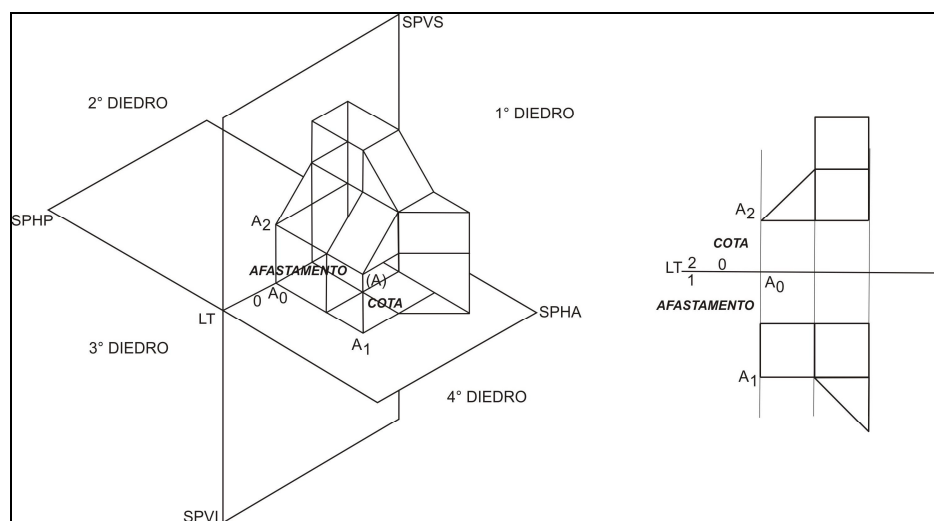 SPVS
2° DIEDRO
1° DIEDRO
SPHP
A2
AFASTAMENTO
(A)
0
A0
COTA
LT
SPHA
A1
3° DIEDRO
4° DIEDRO
SPVI
A2
COTA
LT 2 0
1
A0
AFASTAMENTO
A1